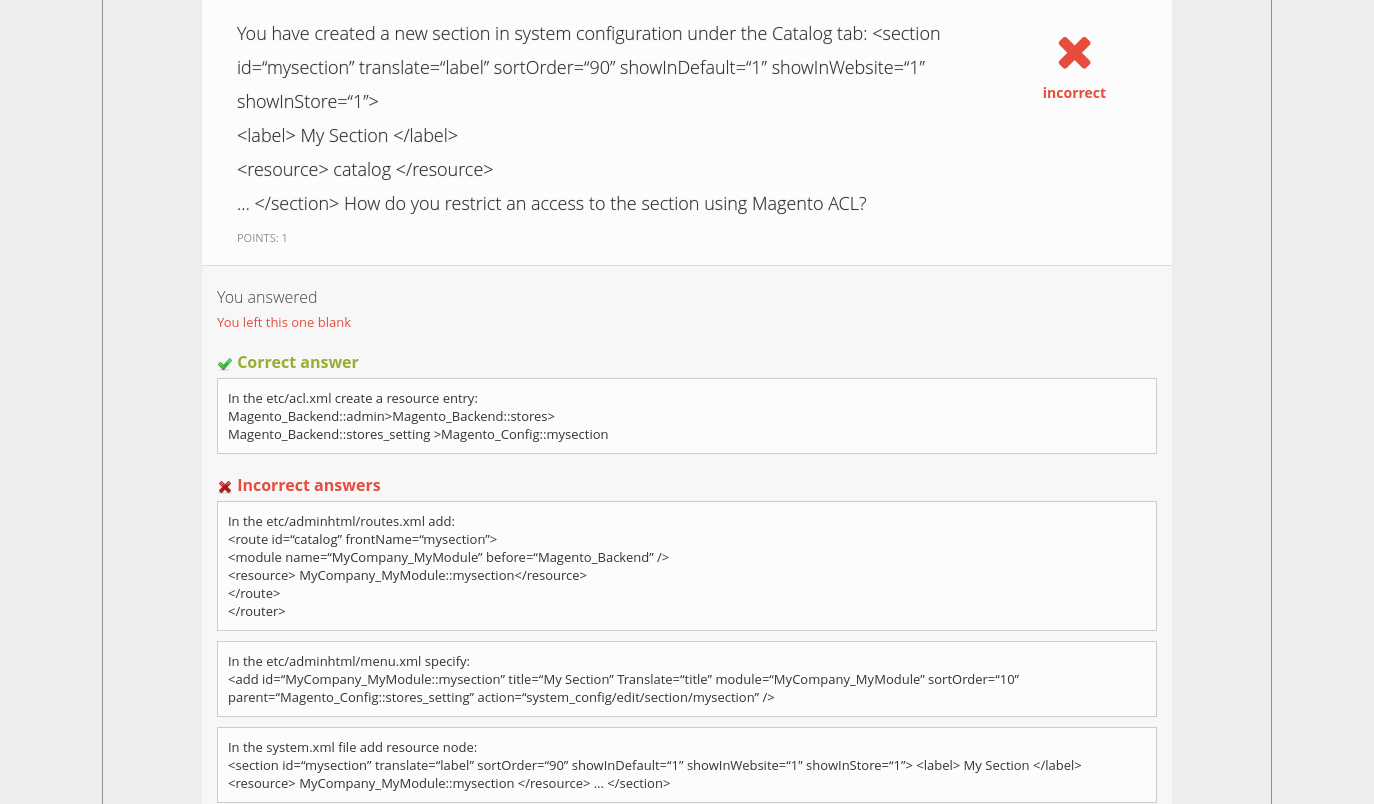 You have created a new section in system configuration under the Catalog tab: <section
id=“mysection” translate=“label” sortOrder=“90” showInDefault=“1” showInWebsite=“1”
showInStore=“1”>
<label> My Section </label>
<resource> catalog </resource>
... </section> How do you restrict an access to the section using Magento ACL?
incorrect
POINTS: 1
You answered
You left this one blank
Correct answer
In the etc/acl.xml create a resource entry:
Magento_Backend::admin>Magento_Backend::stores>
Magento_Backend::stores_setting >Magento_Config::mysection
Incorrect answers
In the etc/adminhtml/routes.xml add:
<route id=“catalog” frontName=“mysection”>
<module name=“MyCompany_MyModule” before=“Magento_Backend” />
<resource> MyCompany_MyModule::mysection</resource>
</route>
</router>
In the etc/adminhtml/menu.xml specify:
<add id=“MyCompany_MyModule::mysection” title=“My Section” Translate=“title” module=“MyCompany_MyModule” sortOrder=“10”
parent=“Magento_Config::stores_setting” action=“system_config/edit/section/mysection” />
In the system.xml file add resource node:
<section id=“mysection” translate=“label” sortOrder=“90” showInDefault=“1” showInWebsite=“1” showInStore=“1”> <label> My Section </label>
<resource> MyCompany_MyModule::mysection </resource> ... </section>